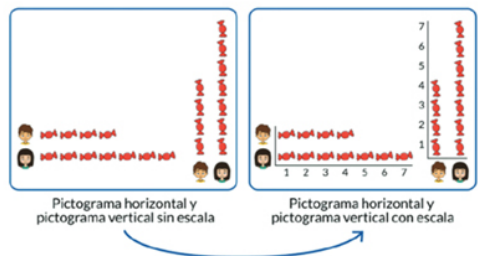 7
6
5
4
3
2
1
1 2 3 4 5 6 7
Pictograma horizontal y
pictograma vertical sin escala
Pictograma horizontal y
pictograma vertical con escala